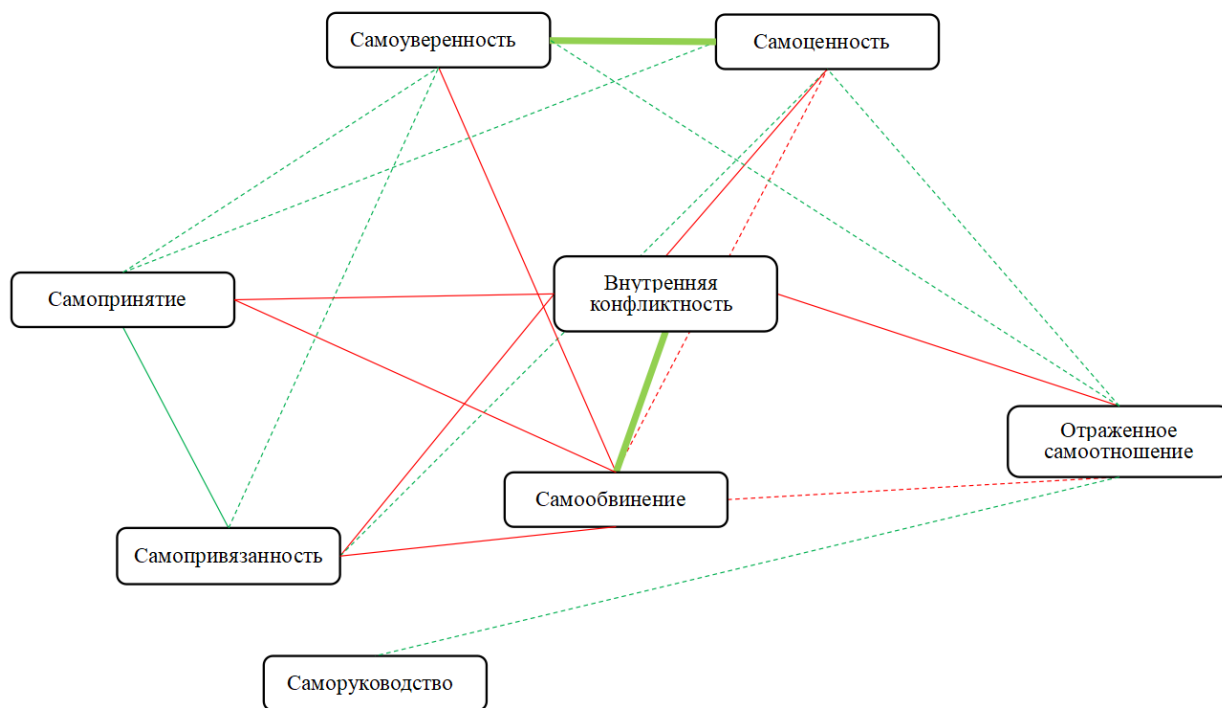 Самоуверенность
Самоценность
Самопринятие
Внутренняя
конфликтность
Отраженное
самоотношение
Самообвинение
Самопривязанность
Саморуководство